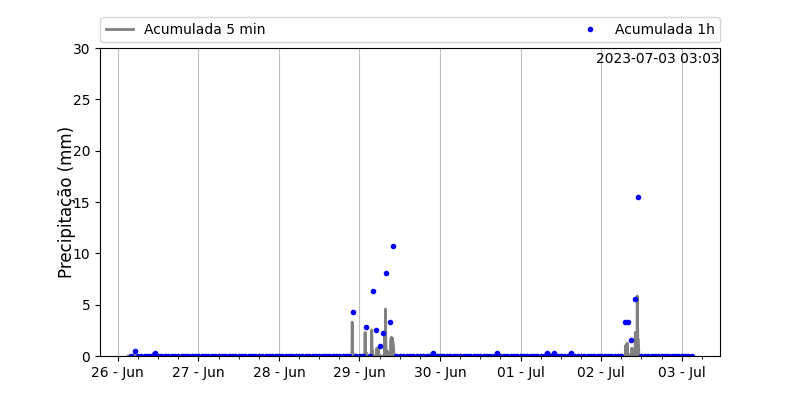 Acumulada 5 min
Acumulada 1h
2023-07-03 03:03
Precipitação (mm)
30
25
20
15
10
5
0
26 - Jun
27 - Jun
28 - Jun
29 - Jun
30 - Jun
01 - Jul
02 - Jul
03 - Jul